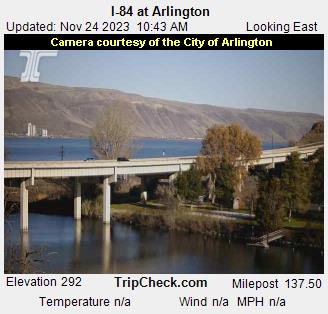 I-84 at Arlington
Updated: Nov 24 2023 10:43 AM Looking East
Camera courtesy of the City of Arlington
Elevation 292 TripCheck.com Milepost 137.50
Temperature n/a Wind n/a MPH n/a